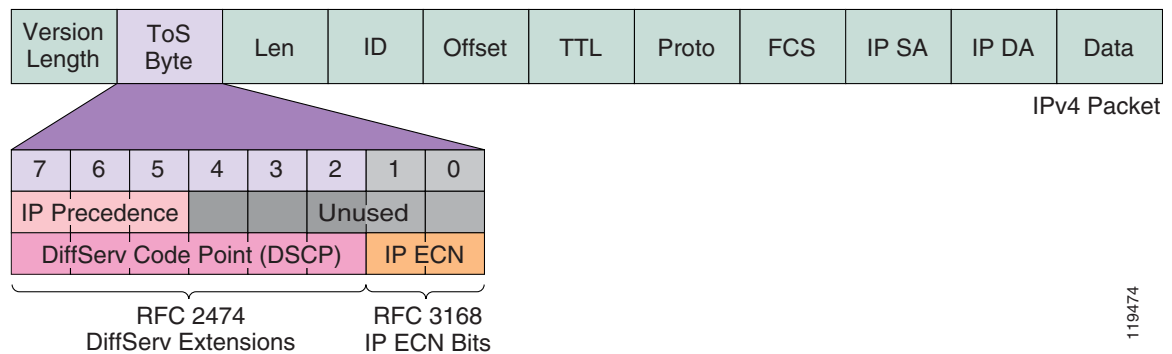 Version Length
ToS Byte
Len
ID
Offset
TTL
Proto
FCS
IP SA
IP DA
Data
IPv4 Packet
7 6 5 4 3 2 1 0
IP Precedence
Unused
DiffServ Code Point (DSCP)
IP ECN
RFC 2474
DiffServ Extensions
RFC 3168
IP ECN Bits
119474